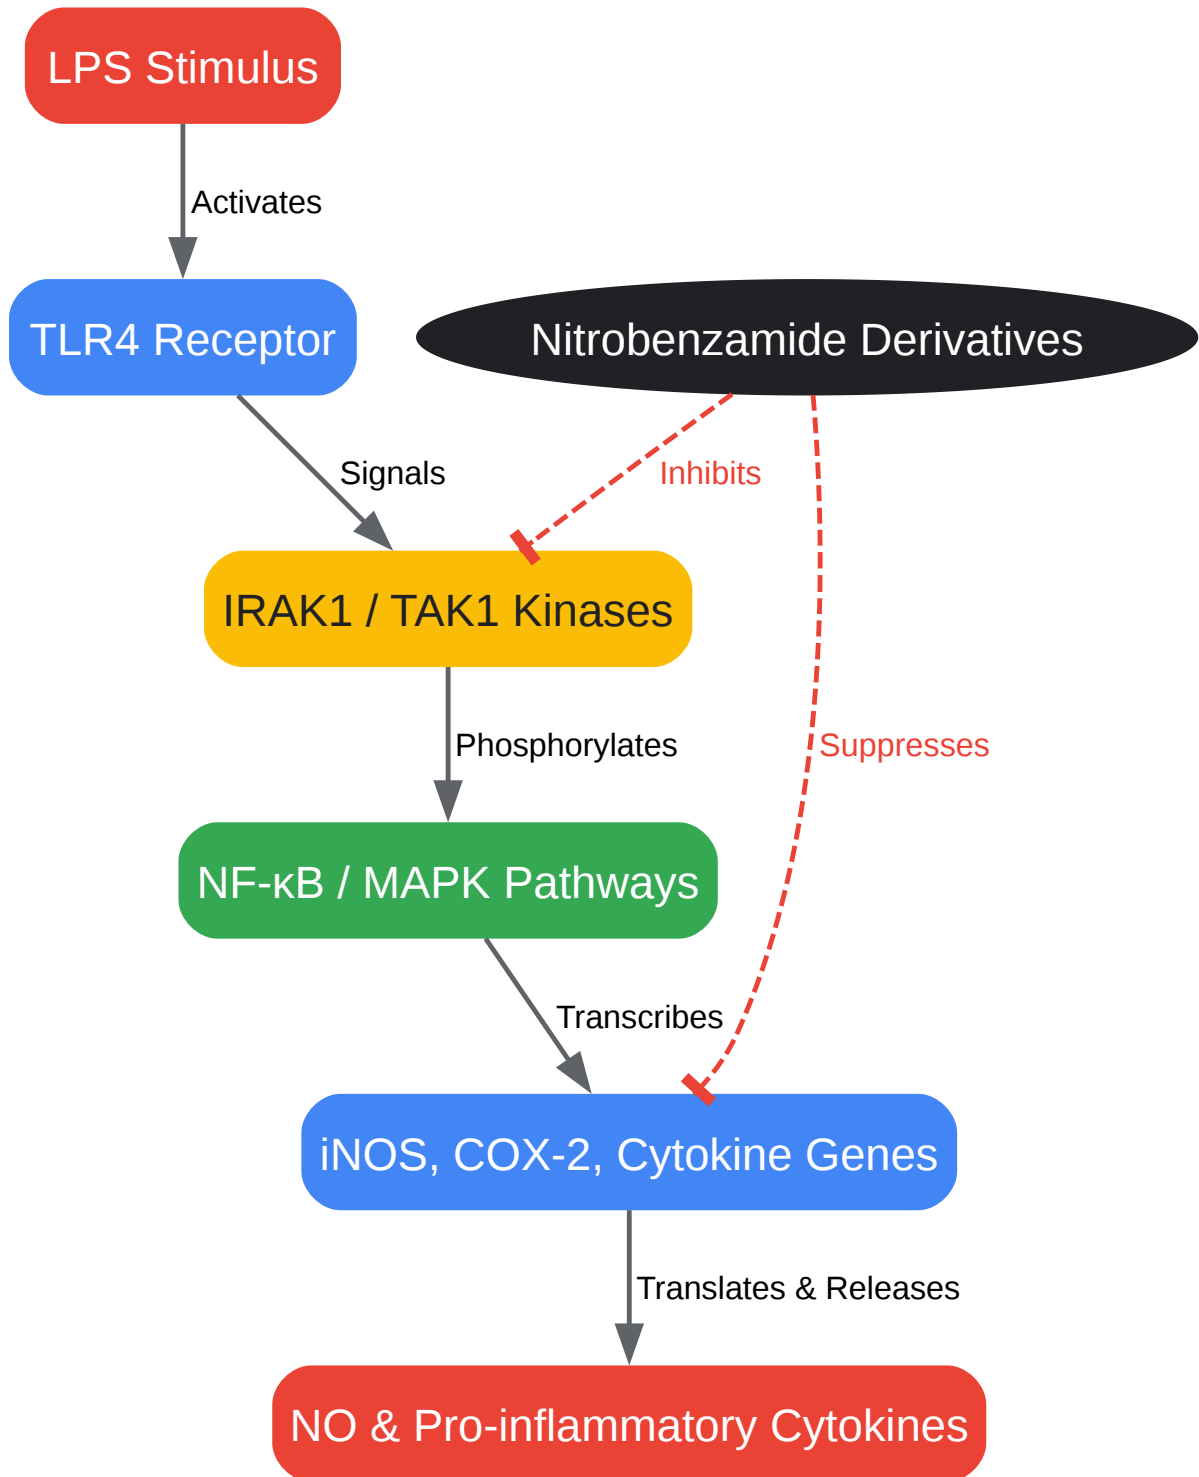 LPS Stimulus
Activates
TLR4 Receptor
Nitrobenzamide Derivatives
Signals
Inhibits
IRAK1 / TAK1 Kinases
Phosphorylates
Suppresses
NF-κB / MAPK Pathways
Transcribes
iNOS, COX-2, Cytokine Genes
Translates & Releases
NO & Pro-inflammatory Cytokines